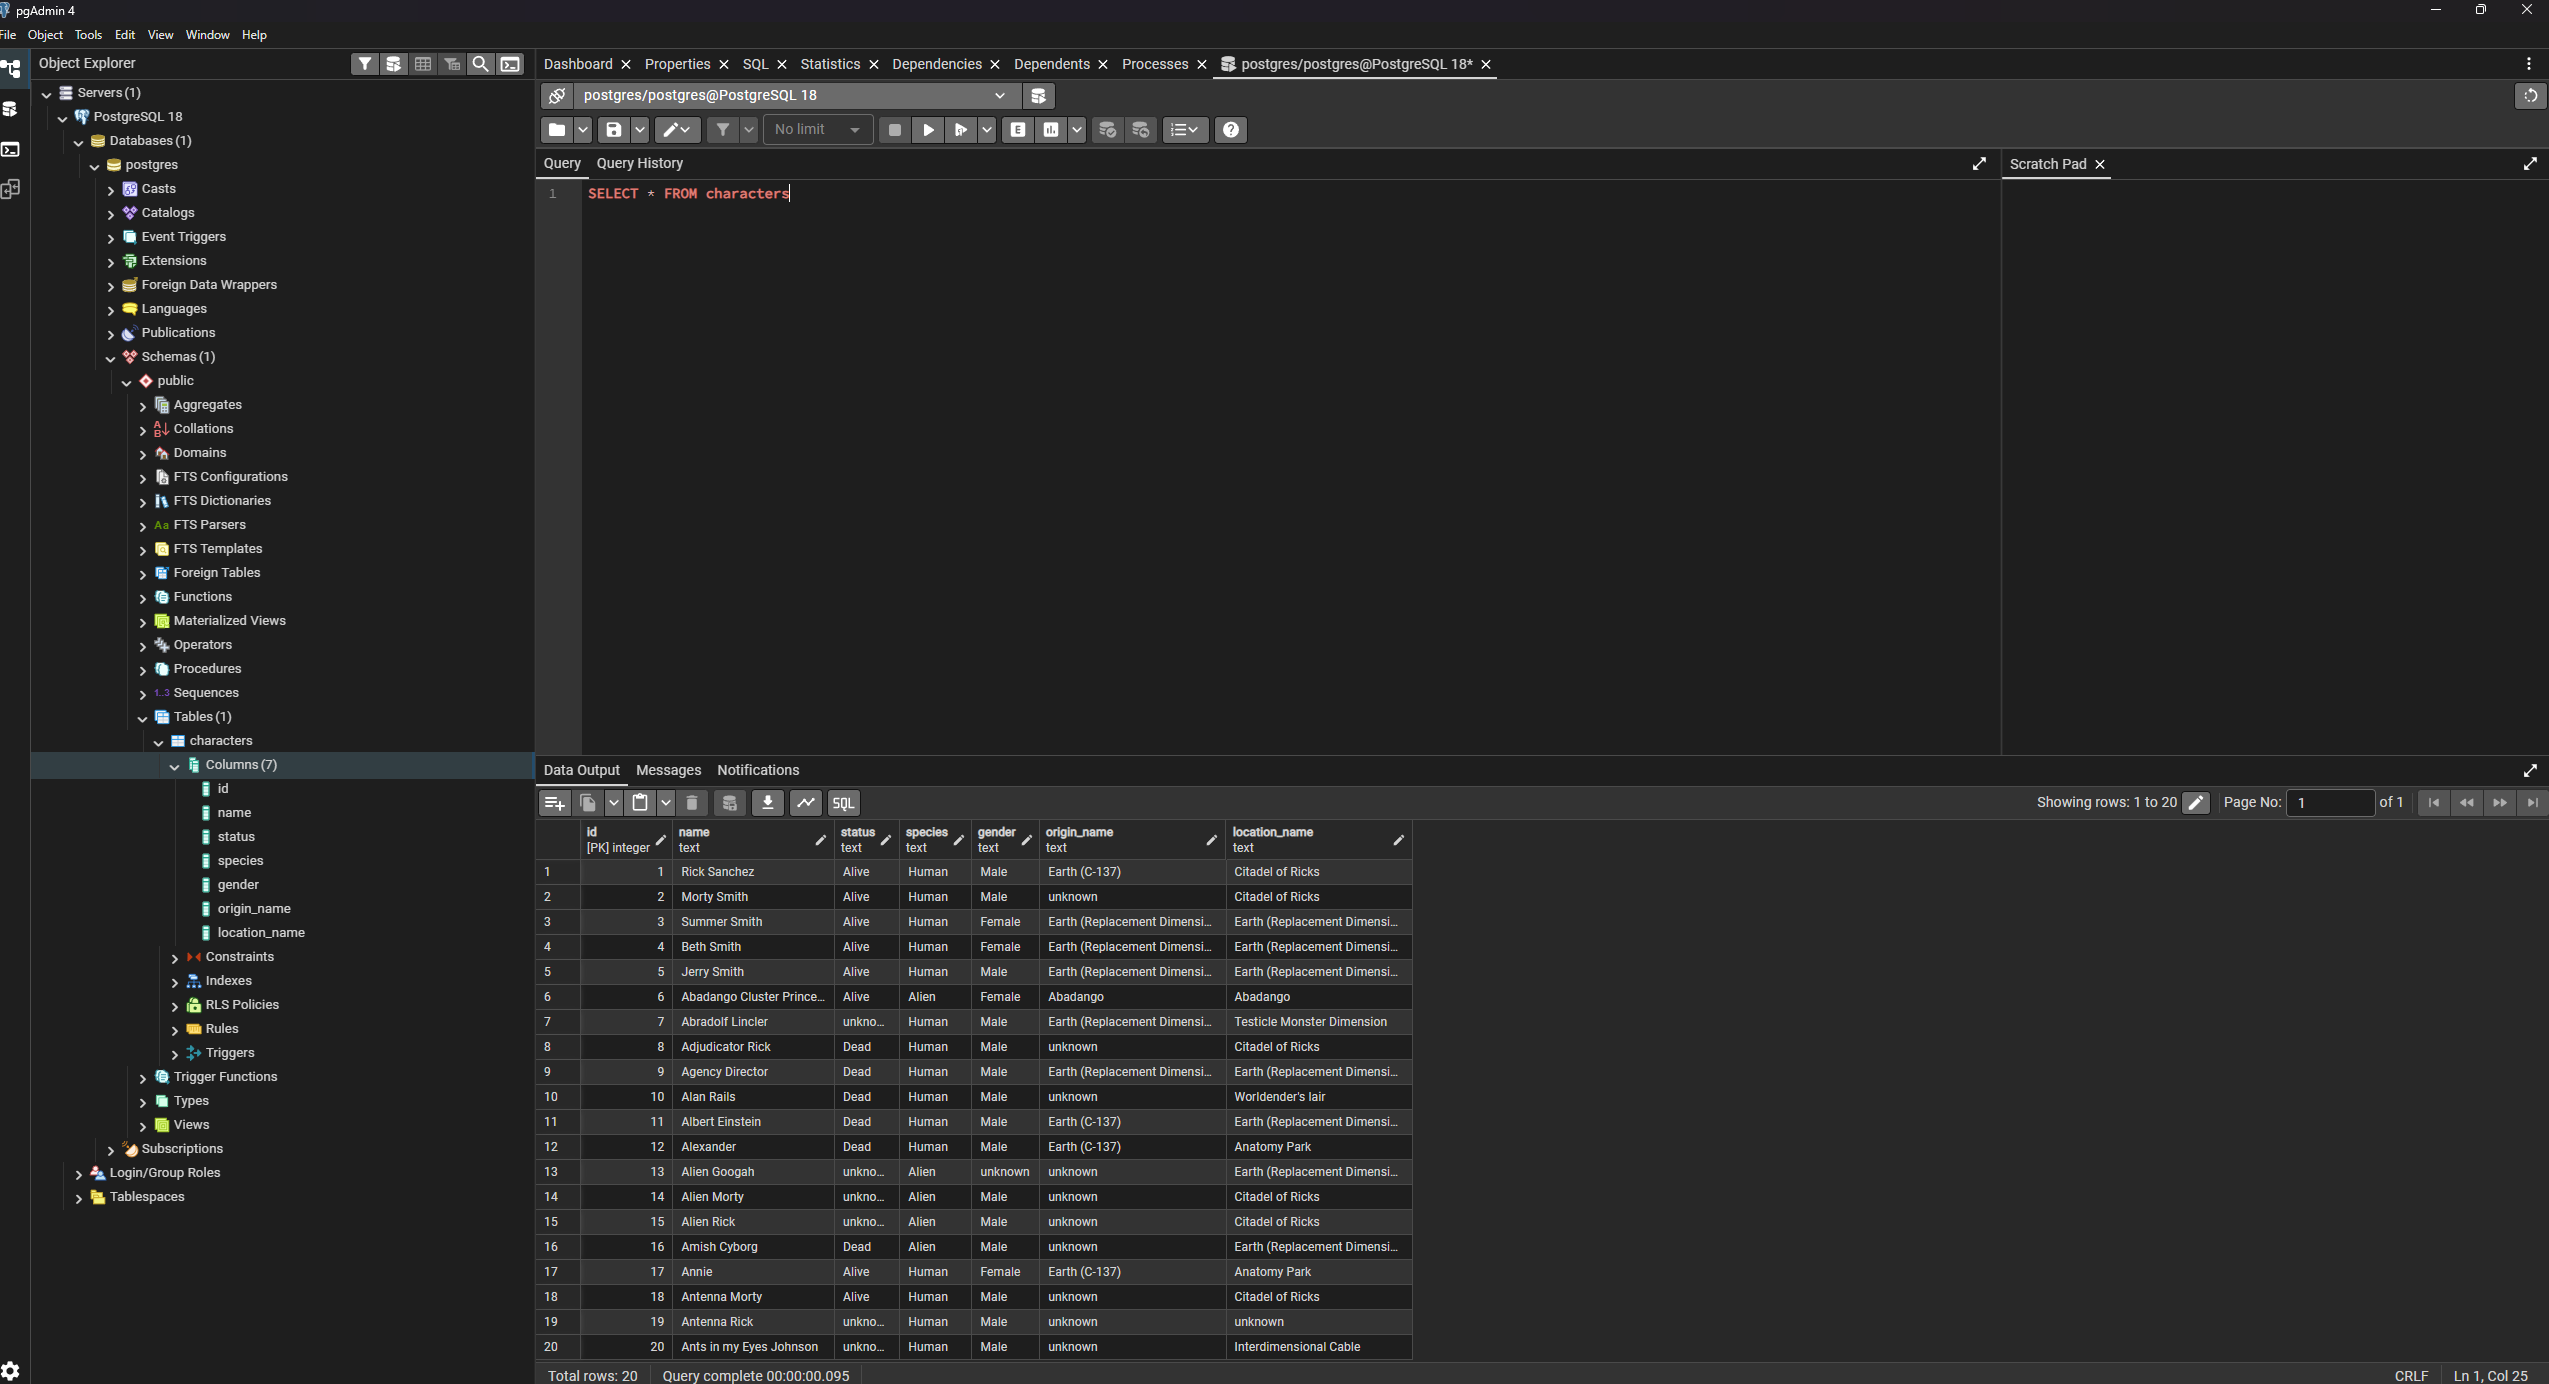 pgAdmin 4
File Object Tools Edit View Window Help
Object Explorer
Servers (1)
PostgreSQL 18
Databases (1)
postgres
Casts
Catalogs
Event Triggers
Extensions
Foreign Data Wrappers
Languages
Publications
Schemas (1)
public
Aggregates
Collations
Domains
FTS Configurations
FTS Dictionaries
FTS Parsers
FTS Templates
Foreign Tables
Functions
Materialized Views
Operators
Procedures
1..3 Sequences
Tables (1)
characters
Columns (7)
id
name
status
species
gender
origin_name
location_name
Constraints
Indexes
RLS Policies
Rules
Triggers
Trigger Functions
Types
Views
Subscriptions
Login/Group Roles
Tablespaces
Dashboard Properties SQL Statistics Dependencies Dependents Processes postgres/postgres@PostgreSQL 18*
postgres/postgres@PostgreSQL 18
No limit E
Query Query History
Scratch Pad
1 SELECT * FROM characters
Data Output Messages Notifications
SQL Showing rows: 1 to 20 Page No: 1 of 1
id name status species gender origin_name location_name
[PK] integer text text text text text text
1 1 Rick Sanchez Alive Human Male Earth (C-137) Citadel of Ricks
2 2 Morty Smith Alive Human Male unknown Citadel of Ricks
3 3 Summer Smith Alive Human Female Earth (Replacement Dimensi... Earth (Replacement Dimensi...
4 4 Beth Smith Alive Human Female Earth (Replacement Dimensi... Earth (Replacement Dimensi...
5 5 Jerry Smith Alive Human Male Earth (Replacement Dimensi... Earth (Replacement Dimensi...
6 6 Abadango Cluster Prince... Alive Alien Female Abadango Abadango
7 7 Abradolf Lincler unkno... Human Male Earth (Replacement Dimensi... Testicle Monster Dimension
8 8 Adjudicator Rick Dead Human Male unknown Citadel of Ricks
9 9 Agency Director Dead Human Male Earth (Replacement Dimensi... Earth (Replacement Dimensi...
10 10 Alan Rails Dead Human Male unknown Worldender's lair
11 11 Albert Einstein Dead Human Male Earth (C-137) Earth (Replacement Dimensi...
12 12 Alexander Dead Human Male Earth (C-137) Anatomy Park
13 13 Alien Googah unkno... Alien unknown unknown Earth (Replacement Dimensi...
14 14 Alien Morty unkno... Alien Male unknown Citadel of Ricks
15 15 Alien Rick unkno... Alien Male unknown Citadel of Ricks
16 16 Amish Cyborg Dead Alien Male unknown Earth (Replacement Dimensi...
17 17 Annie Alive Human Female Earth (C-137) Anatomy Park
18 18 Antenna Morty Alive Human Male unknown Citadel of Ricks
19 19 Antenna Rick unkno... Human Male unknown unknown
20 20 Ants in my Eyes Johnson unkno... Human Male unknown Interdimensional Cable
Total rows: 20 Query complete 00:00:00.095 CRLF Ln 1, Col 25